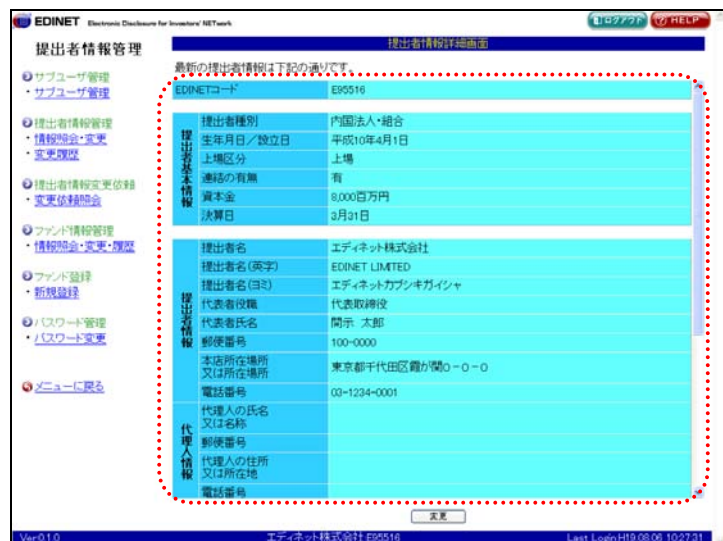 EDINET Electronic Disclosure for Investors' NETwork
ログアウト
HELP
提出者情報管理
サブユーザ管理
・サブユーザ管理
提出者情報管理
・情報照会・変更
・変更履歴
提出者情報変更依頼
・変更依頼照会
ファンド情報管理
・情報照会・変更・履歴
ファンド登録
・新規登録
パスワード管理
・パスワード変更
メニューに戻る
提出者情報詳細画面
最新の提出者情報は下記の通りです。
EDINETコード E95516
提出者基本情報
提出者種別 内国法人・組合
生年月日／設立日 平成10年4月1日
上場区分 上場
連結の有無 有
資本金 8,000百万円
決算日 3月31日
提出者情報
提出者名 エディネット株式会社
提出者名(英字) EDINET LIMITED
提出者名(ヨミ) エディネットカブシキガイシャ
代表者役職 代表取締役
代表者氏名 開示 太郎
郵便番号 100-0000
本店所在場所
又は所在場所 東京都千代田区霞が関０－０－０
電話番号 03-1234-0001
代理人情報
代理人の氏名
又は名称
郵便番号
代理人の住所
又は所在地
電話番号
変更
Ver.0.1.0 エディネット株式会社 E95516 Last Login:H19.08.06 10:27:31